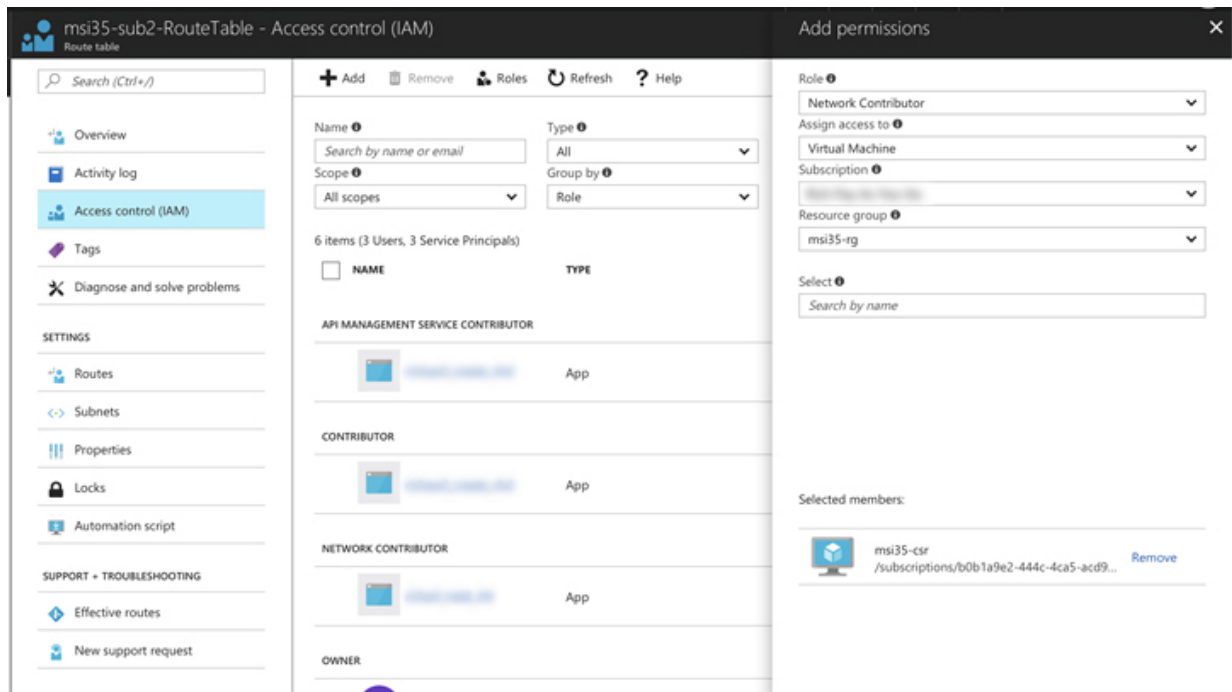 msi35-sub2-RouteTable - Access control (IAM)
Route table
Search (Ctrl+/)
Overview
Activity log
Access control (IAM)
Tags
Diagnose and solve problems
SETTINGS
Routes
Subnets
Properties
Locks
Automation script
SUPPORT + TROUBLESHOOTING
Effective routes
New support request
Add Remove Roles Refresh Help
Name Type
Search by name or email All
Scope Group by
All scopes Role
6 items (3 Users, 3 Service Principals)
NAME TYPE
API MANAGEMENT SERVICE CONTRIBUTOR
App
CONTRIBUTOR
App
NETWORK CONTRIBUTOR
App
OWNER
Add permissions
Role
Network Contributor
Assign access to
Virtual Machine
Subscription
Resource group
msi35-rg
Select
Search by name
Selected members:
msi35-csr
/subscriptions/b0b1a9e2-444c-4ca5-acd9...
Remove